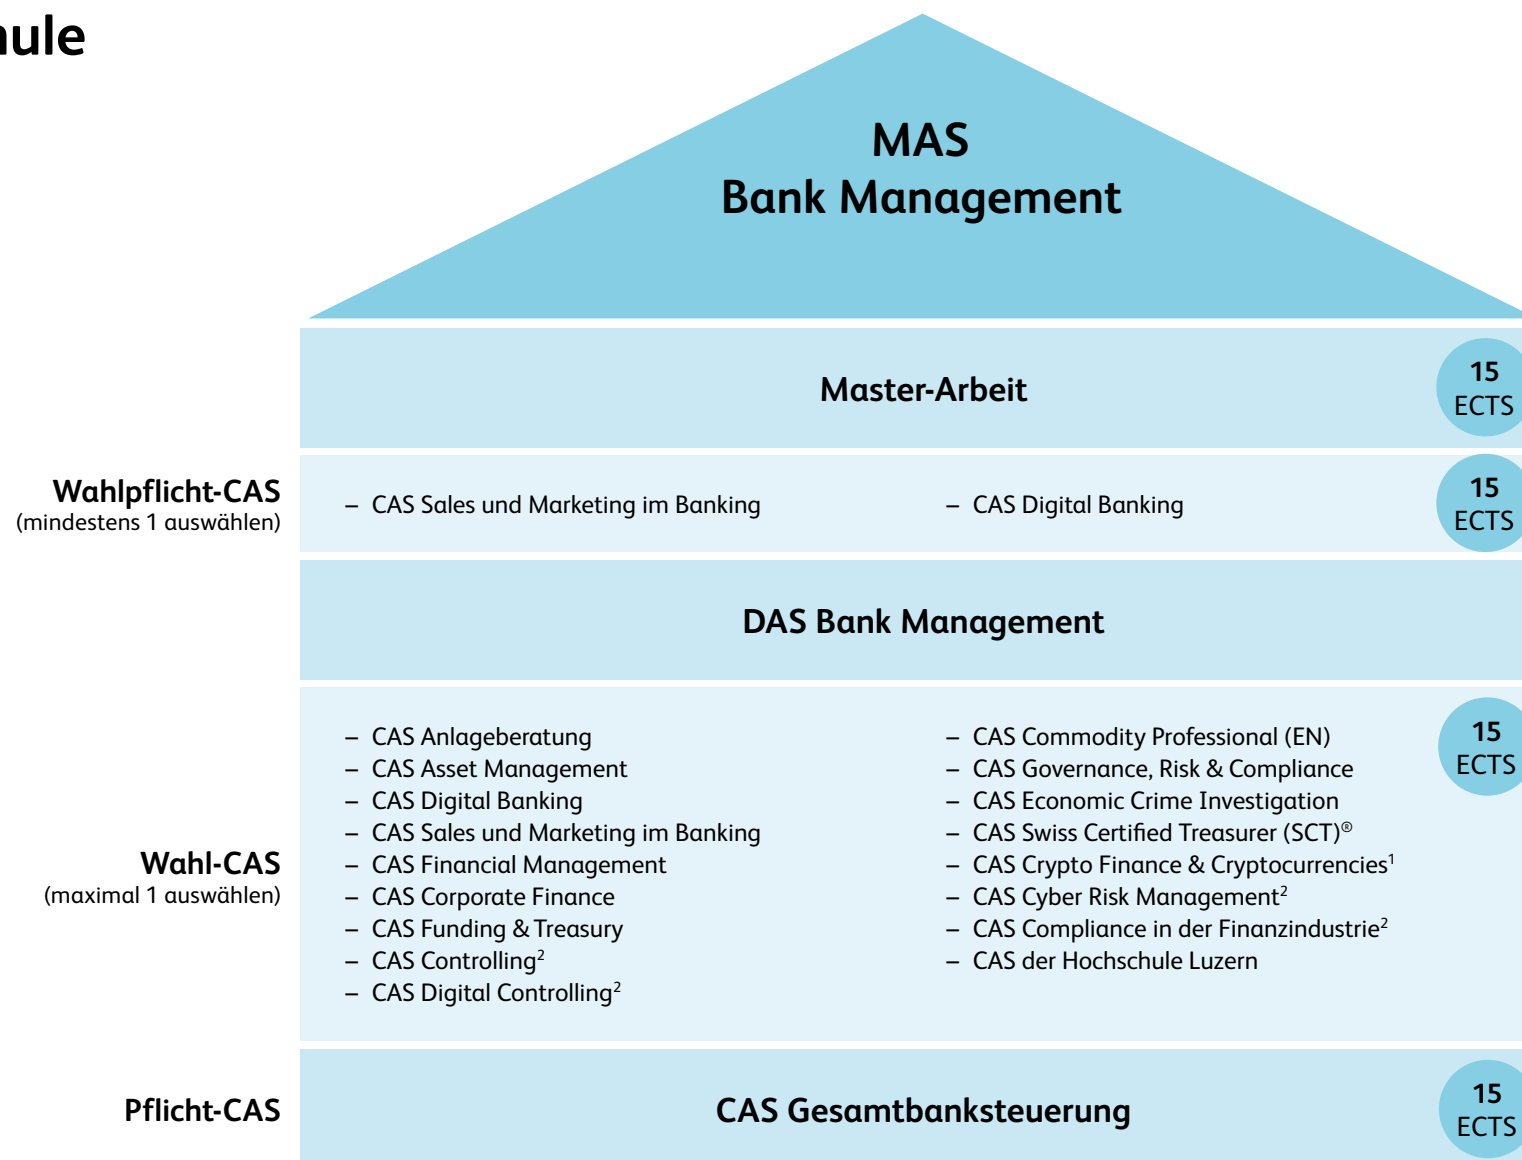 MAS
Bank Management
Master-Arbeit
15
ECTS
Wahlpflicht-CAS
(mindestens 1 auswählen)
– CAS Sales und Marketing im Banking
– CAS Digital Banking
15
ECTS
DAS Bank Management
Wahl-CAS
(maximal 1 auswählen)
– CAS Anlageberatung
– CAS Asset Management
– CAS Digital Banking
– CAS Sales und Marketing im Banking
– CAS Financial Management
– CAS Corporate Finance
– CAS Funding & Treasury
– CAS Controlling²
– CAS Digital Controlling²
– CAS Commodity Professional (EN)
– CAS Governance, Risk & Compliance
– CAS Economic Crime Investigation
– CAS Swiss Certified Treasurer (SCT)®
– CAS Crypto Finance & Cryptocurrencies¹
– CAS Cyber Risk Management²
– CAS Compliance in der Finanzindustrie²
– CAS der Hochschule Luzern
15
ECTS
Pflicht-CAS
CAS Gesamtbanksteuerung
15
ECTS